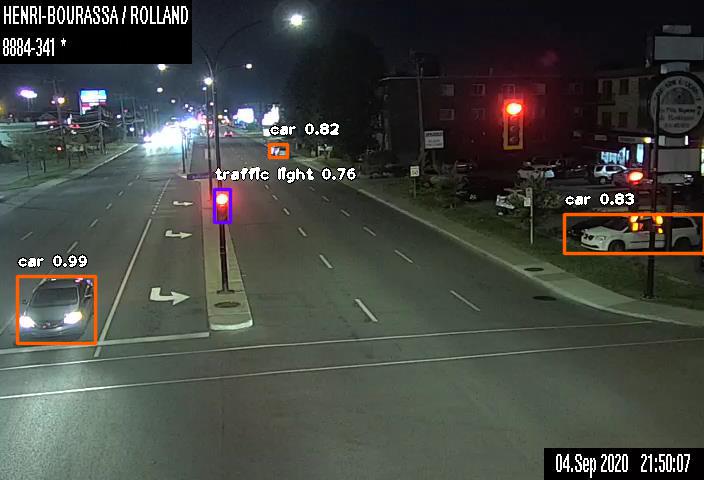 HENRI-BOURASSA / ROLLAND
8884-341 *
car 0.82
traffic light 0.76
car 0.83
car 0.99
04.Sep 2020 21:50:07